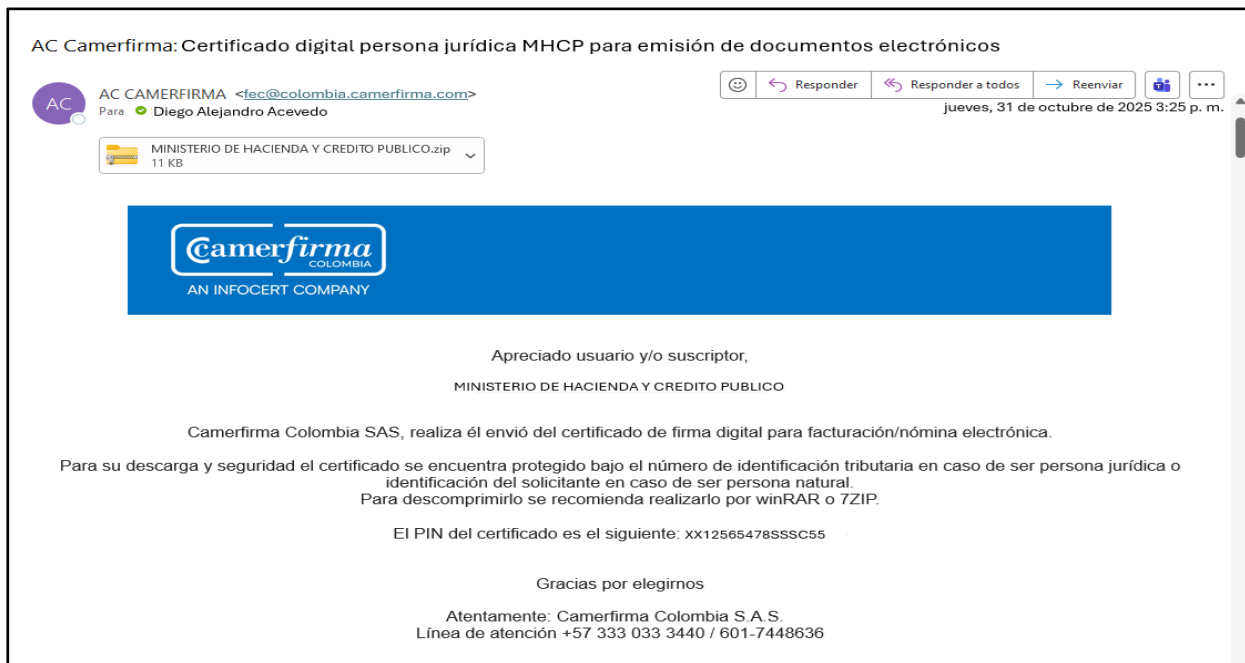 AC Camerfirma: Certificado digital persona jurídica MHCP para emisión de documentos electrónicos
AC
AC CAMERFIRMA <fec@colombia.camerfirma.com>
Para Diego Alejandro Acevedo
Responder
Responder a todos
Reenviar
jueves, 31 de octubre de 2025 3:25 p. m.
MINISTERIO DE HACIENDA Y CREDITO PUBLICO.zip
11 KB
Camerfirma
COLOMBIA
AN INFOCERT COMPANY
Apreciado usuario y/o suscriptor,
MINISTERIO DE HACIENDA Y CREDITO PUBLICO
Camerfirma Colombia SAS, realiza él envió del certificado de firma digital para facturación/nómina electrónica.
Para su descarga y seguridad el certificado se encuentra protegido bajo el número de identificación tributaria en caso de ser persona jurídica o
identificación del solicitante en caso de ser persona natural.
Para descomprimirlo se recomienda realizarlo por winRAR o 7ZIP.
El PIN del certificado es el siguiente: XX12565478SSSC55
Gracias por elegirnos
Atentamente: Camerfirma Colombia S.A.S.
Línea de atención +57 333 033 3440 / 601-7448636